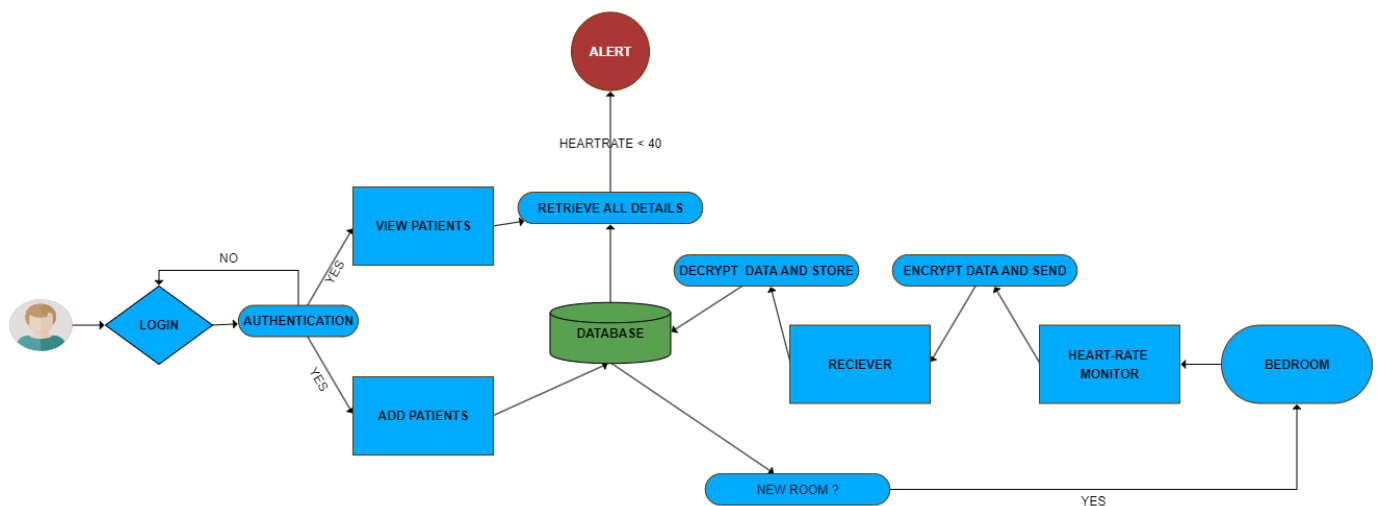 ALERT
HEARTRATE < 40
RETRIEVE ALL DETAILS
VIEW PATIENTS
NO
YES
LOGIN
AUTHENTICATION
YES
ADD PATIENTS
DATABASE
DECRYPT DATA AND STORE
ENCRYPT DATA AND SEND
RECIEVER
HEART-RATE
MONITOR
BEDROOM
NEW ROOM ?
YES